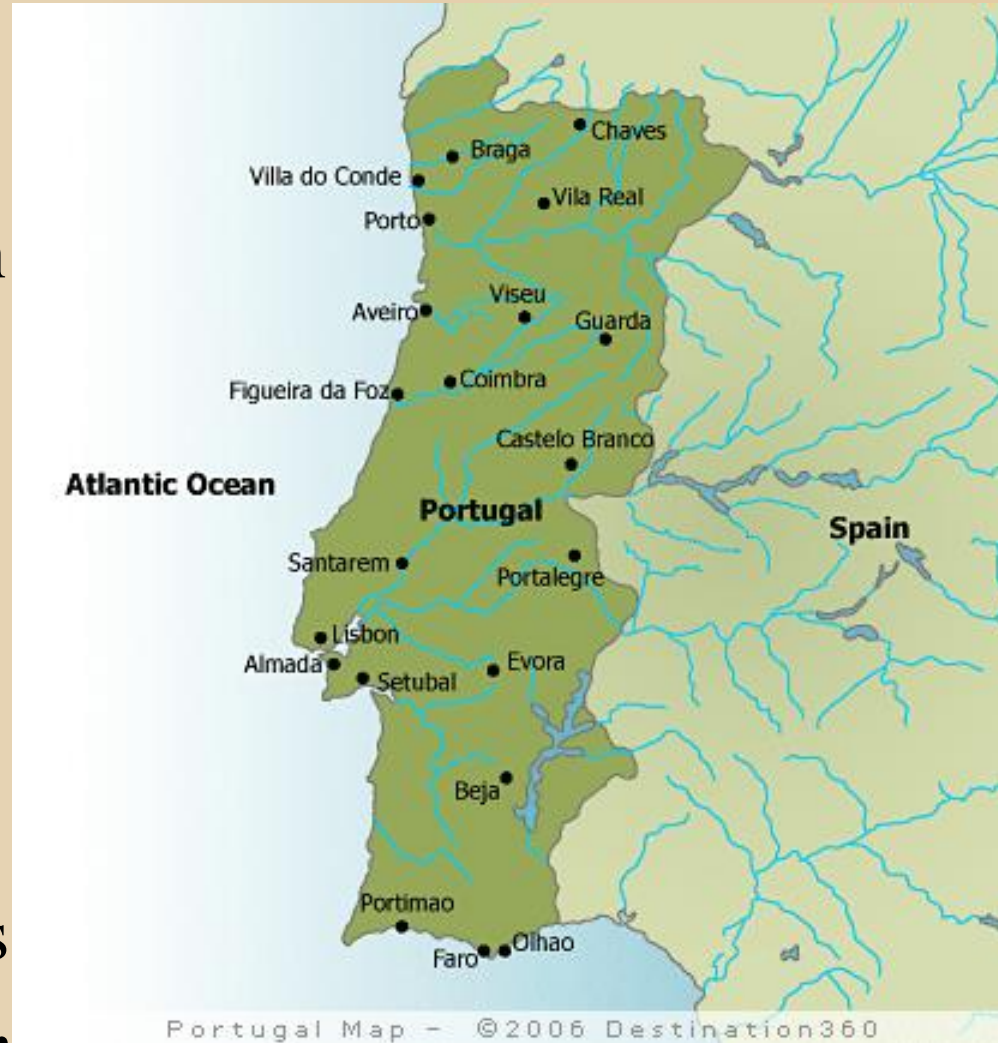 Chaves
Braga
Villa do Conde
Vila Real
Porto
Viseu
Aveiro
Guarda
Coimbra
Figueira da Foz
Castelo Branco
Atlantic Ocean
Portugal
Spain
Santarem
Portalegre
Lisbon
Almada
Evora
Setubal
Beja
Portimao
Olhao
Faro
s
Portugal Map - ©2006 Destination360